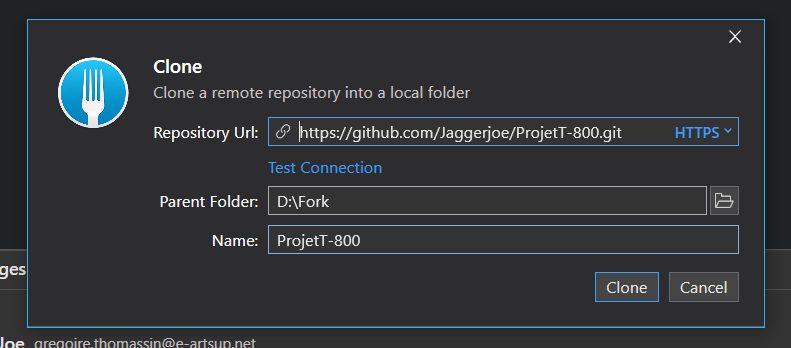 Clone
Clone a remote repository into a local folder
Repository Url: https://github.com/Jaggerjoe/ProjetT-800.git HTTPS
Test Connection
Parent Folder: D:\Fork
Name: ProjetT-800
ges
Clone Cancel
Joe gregoire.thomassin@e-artsup.net